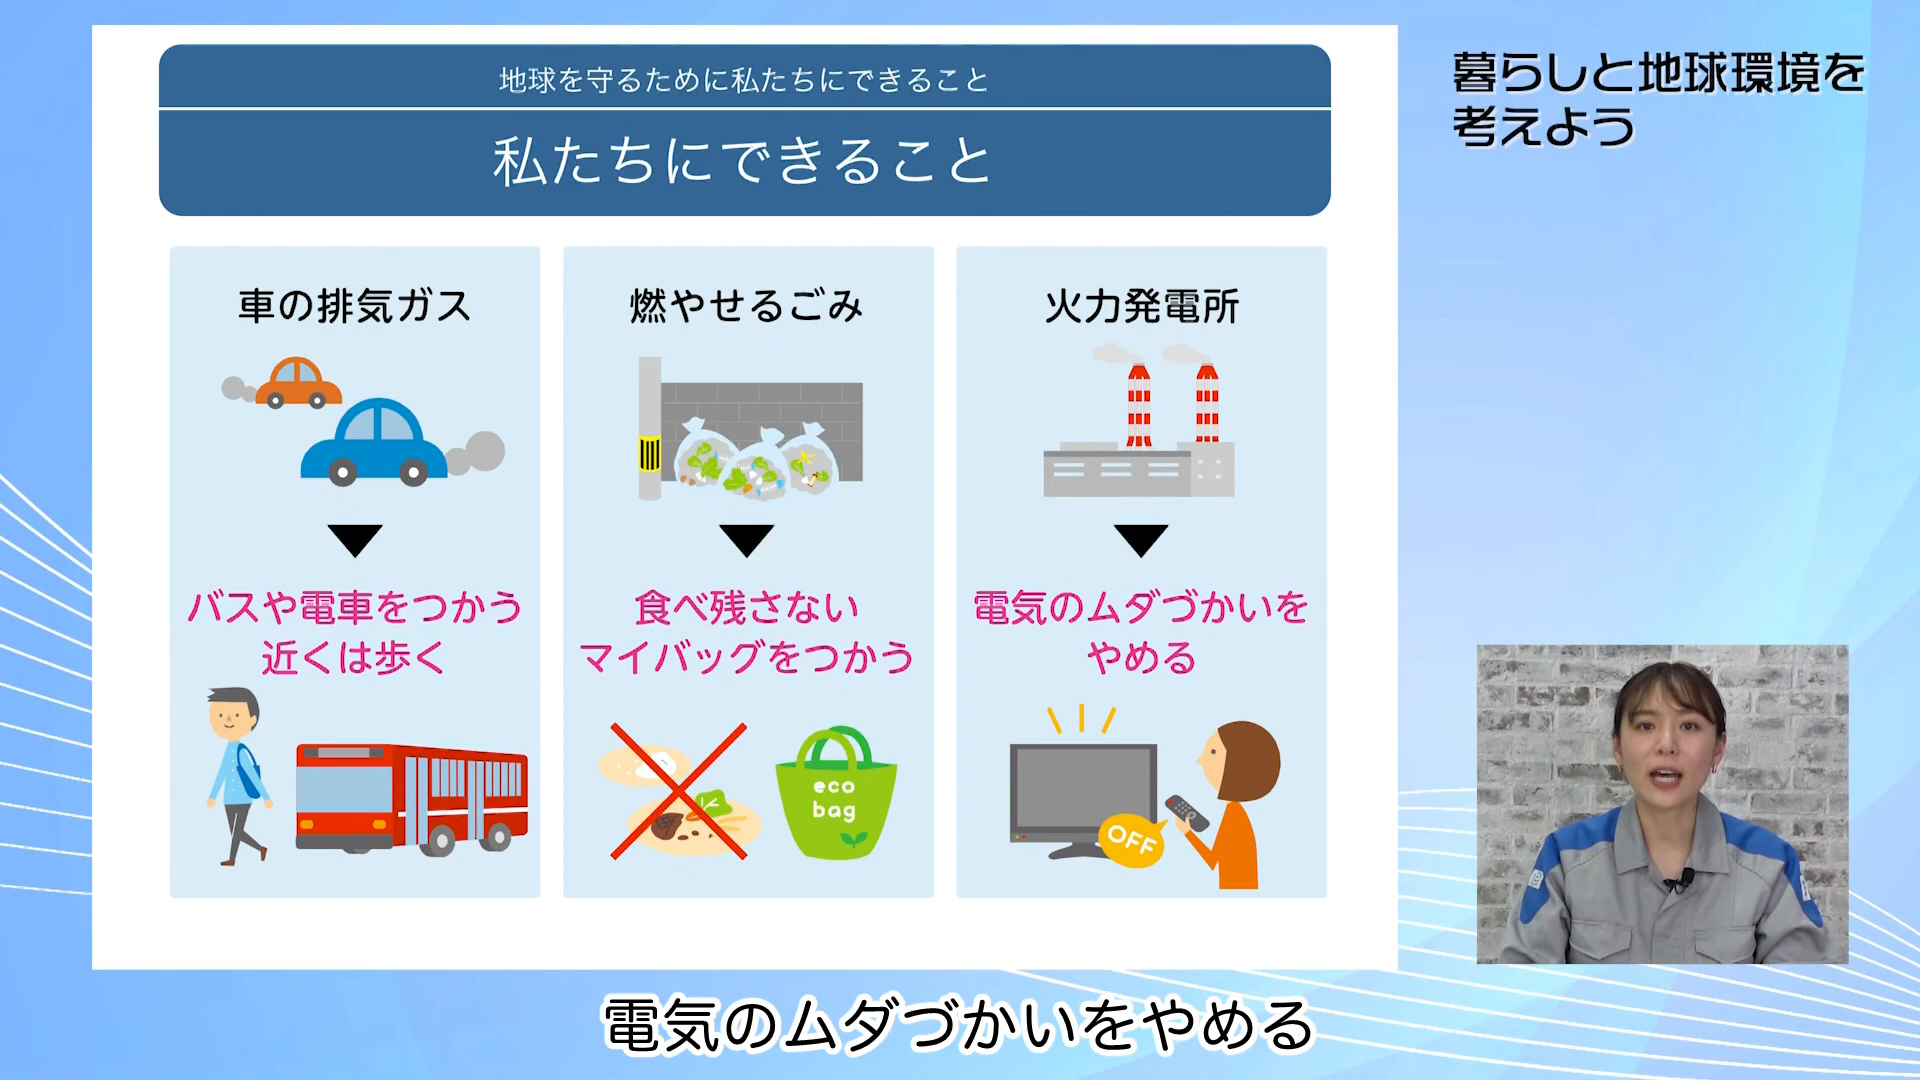 地球を守るために私たちにできること
私たちにできること
暮らしと地球環境を
考えよう
車の排気ガス
バスや電車をつかう
近くは歩く
燃やせるごみ
食べ残さない
マイバッグをつかう
eco
bag
火力発電所
電気のムダづかいを
やめる
OFF
電気のムダづかいをやめる